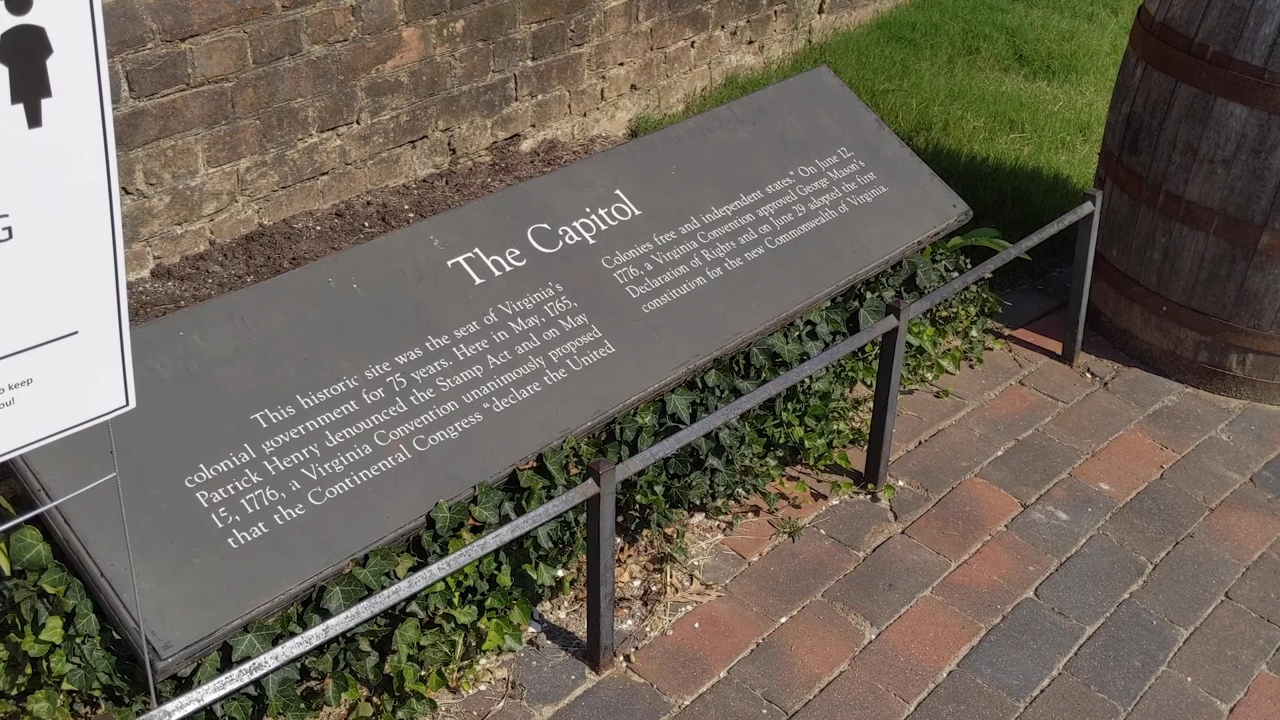 G
o keep
ou!
The Capitol
This historic site was the seat of Virginia's
colonial government for 75 years. Here in May, 1765,
Patrick Henry denounced the Stamp Act and on May
15, 1776, a Virginia Convention unanimously proposed
that the Continental Congress "declare the United
Colonies free and independent states." On June 12,
1776, a Virginia Convention approved George Mason's
Declaration of Rights and on June 29 adopted the first
constitution for the new Commonwealth of Virginia.